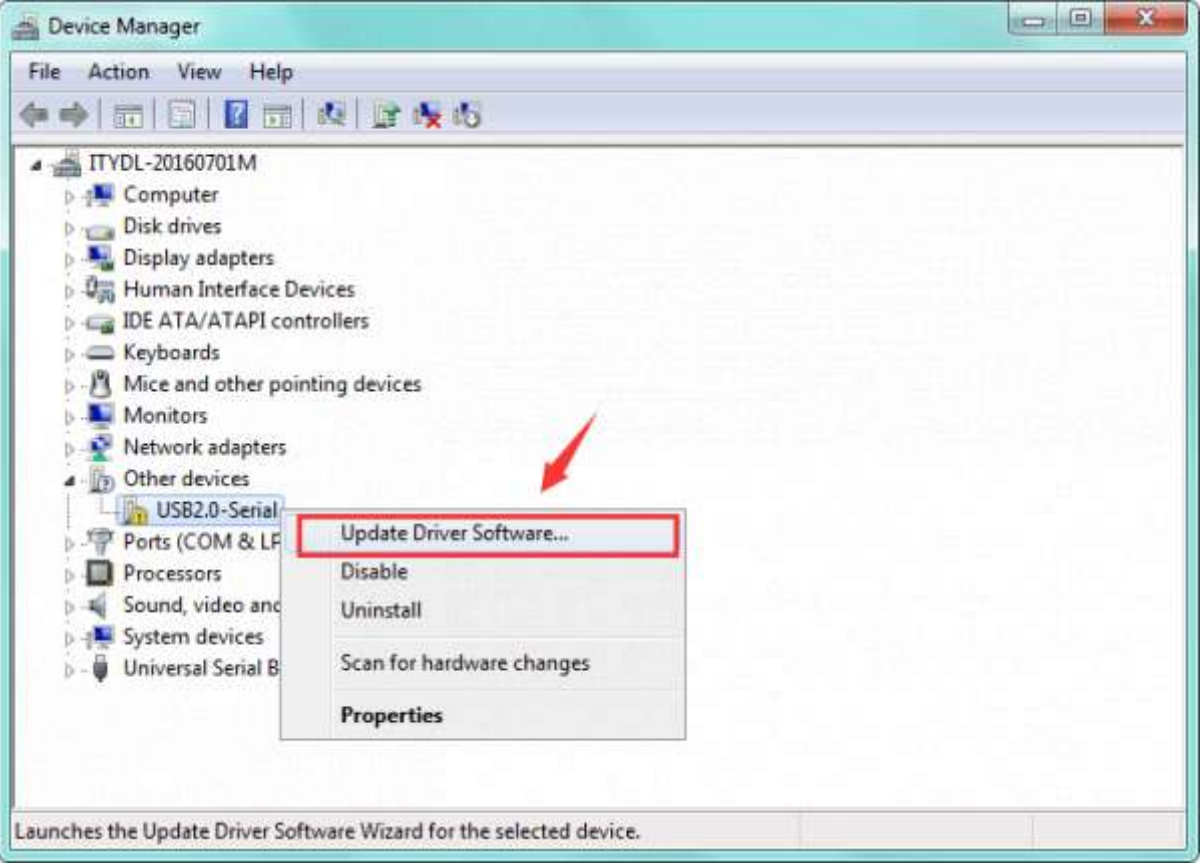 Device Manager
File Action View Help
ITYDL-20160701M
Computer
Disk drives
Display adapters
Human Interface Devices
IDE ATA/ATAPI controllers
Keyboards
Mice and other pointing devices
Monitors
Network adapters
Other devices
USB2.0-Serial
Ports (COM & LP
Processors
Sound, video and
System devices
Universal Serial B
Update Driver Software...
Disable
Uninstall
Scan for hardware changes
Properties
Launches the Update Driver Software Wizard for the selected device.